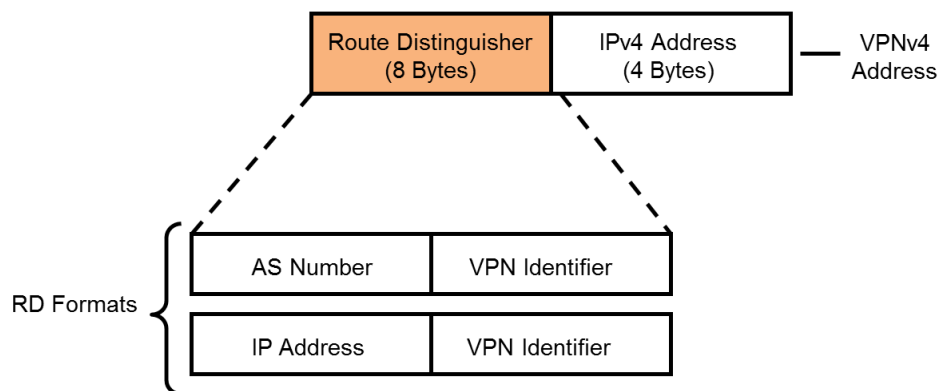 Route Distinguisher
(8 Bytes)
IPv4 Address
(4 Bytes)
VPNv4
Address
RD Formats
AS Number
VPN Identifier
IP Address
VPN Identifier